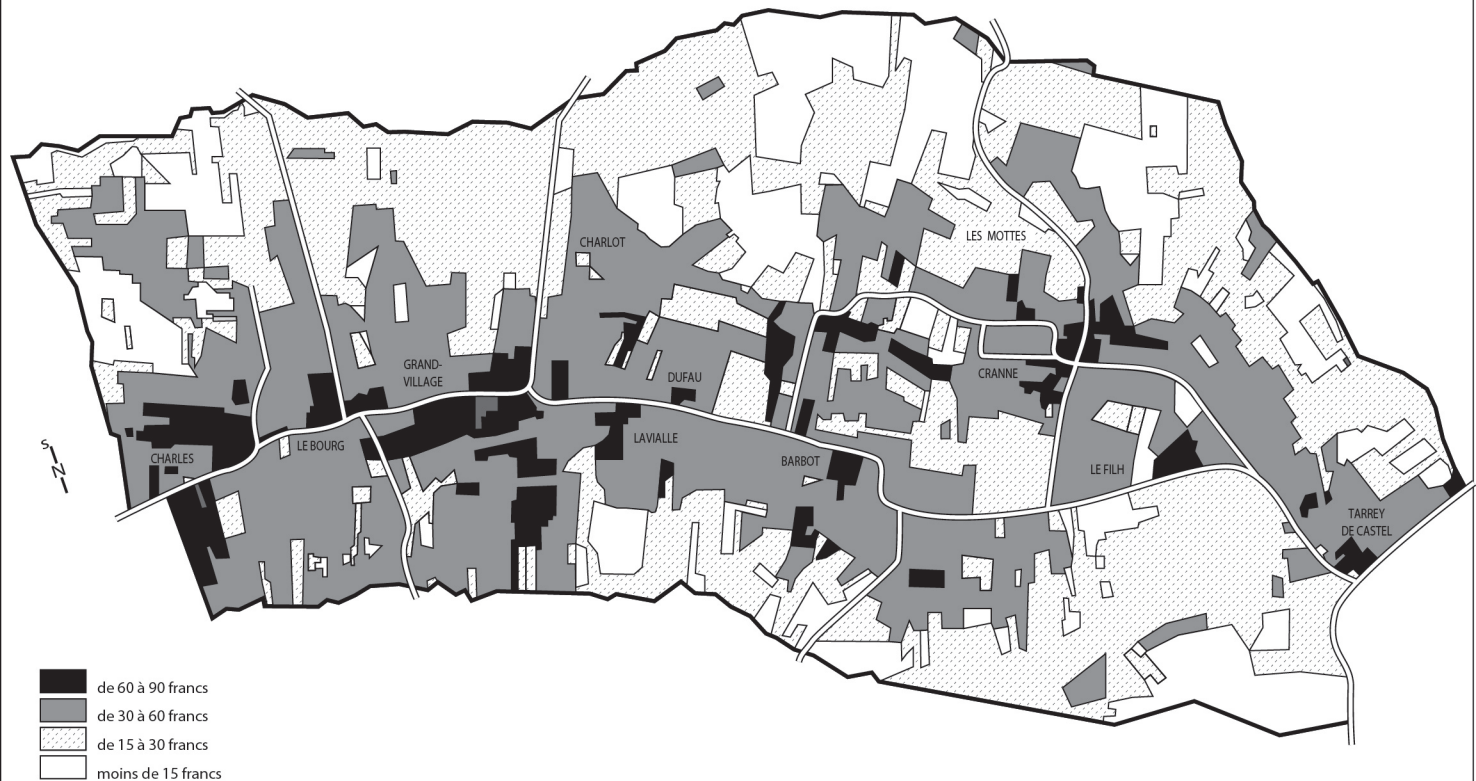 CHARLOT
LES MOTTES
GRAND-
VILLAGE
DUFAU
CRANNE
LE BOURG
LAVIALLE
CHARLES
BARBOT
LE FILH
TARREY
DE CASTEL
S
N
de 60 à 90 francs
de 30 à 60 francs
de 15 à 30 francs
moins de 15 francs